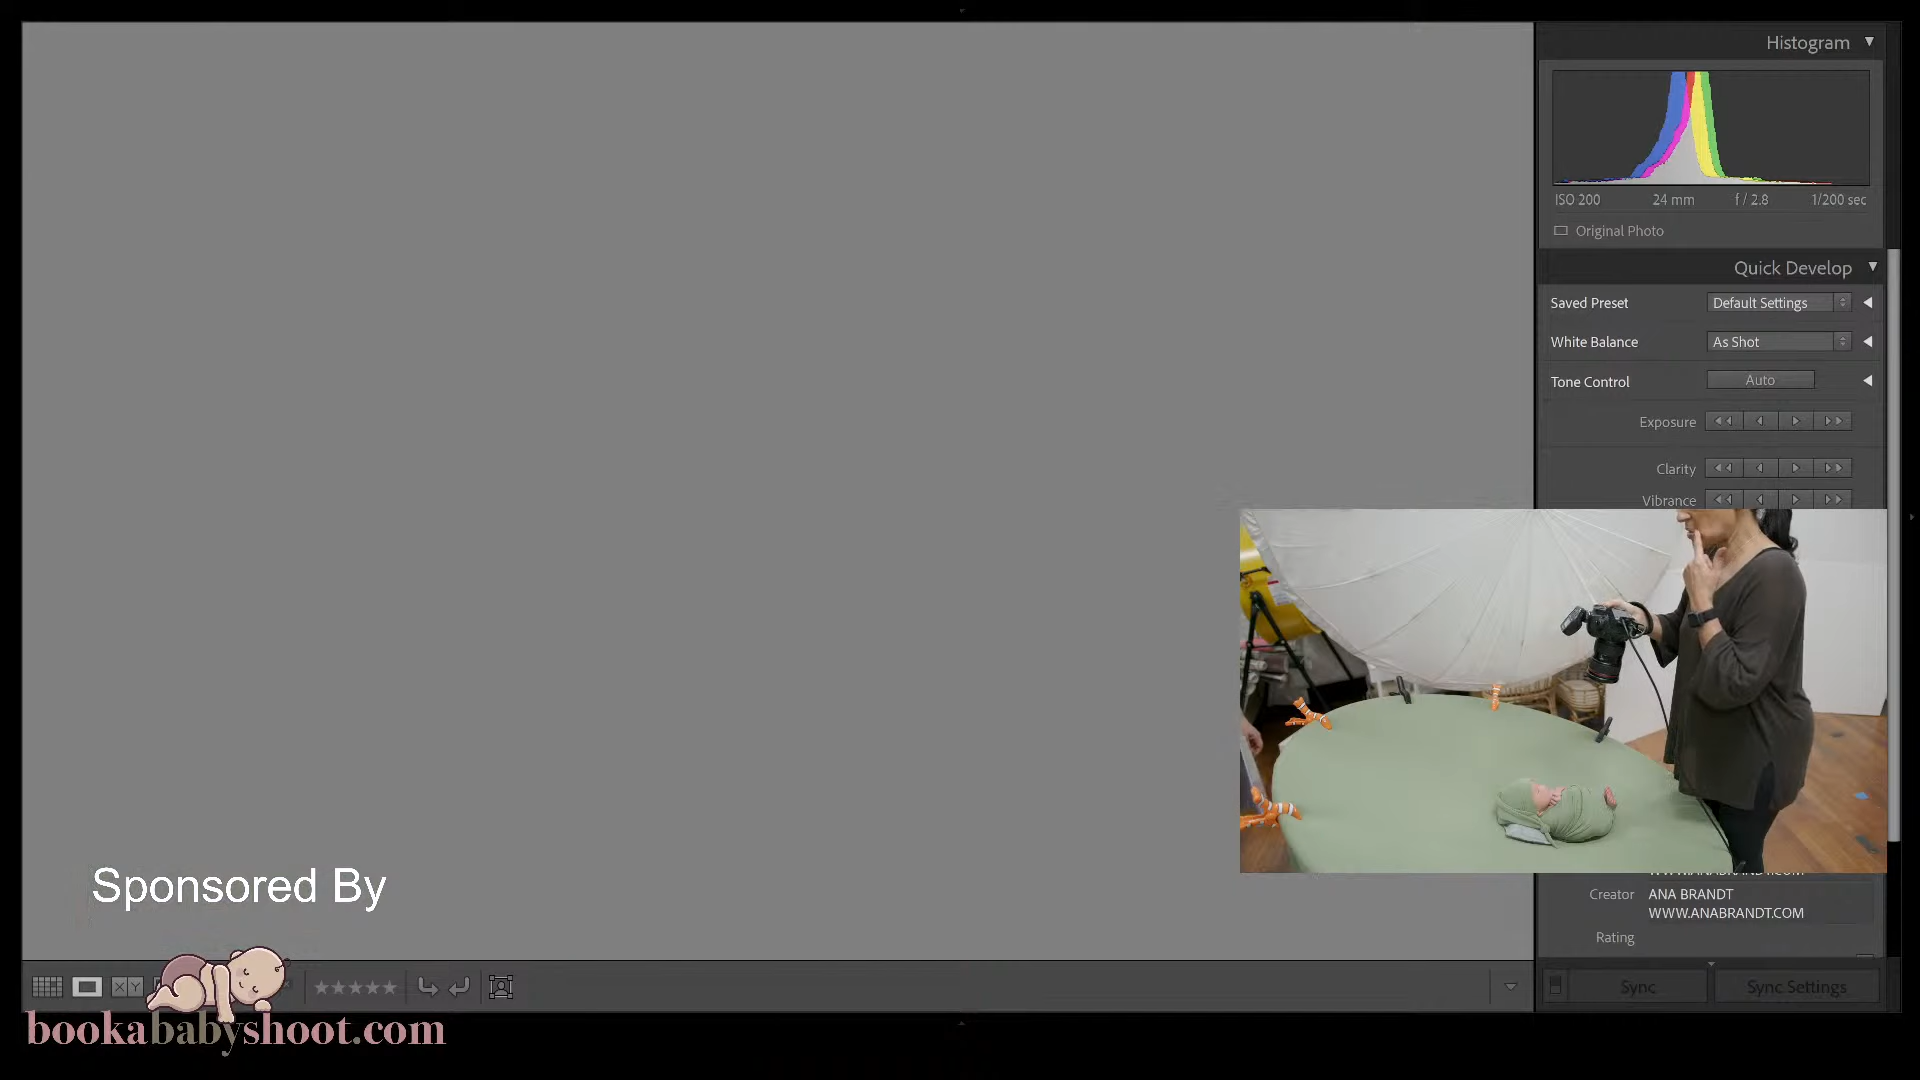 Histogram
ISO 200 24 mm f / 2.8 1/200 sec
Original Photo
Quick Develop
Saved Preset Default Settings
White Balance As Shot
Tone Control Auto
Exposure
Clarity
Vibrance
Creator ANA BRANDT
WWW.ANABRANDT.COM
Rating
Sponsored By
X Y
Sync Sync Settings
bookababyshoot.com